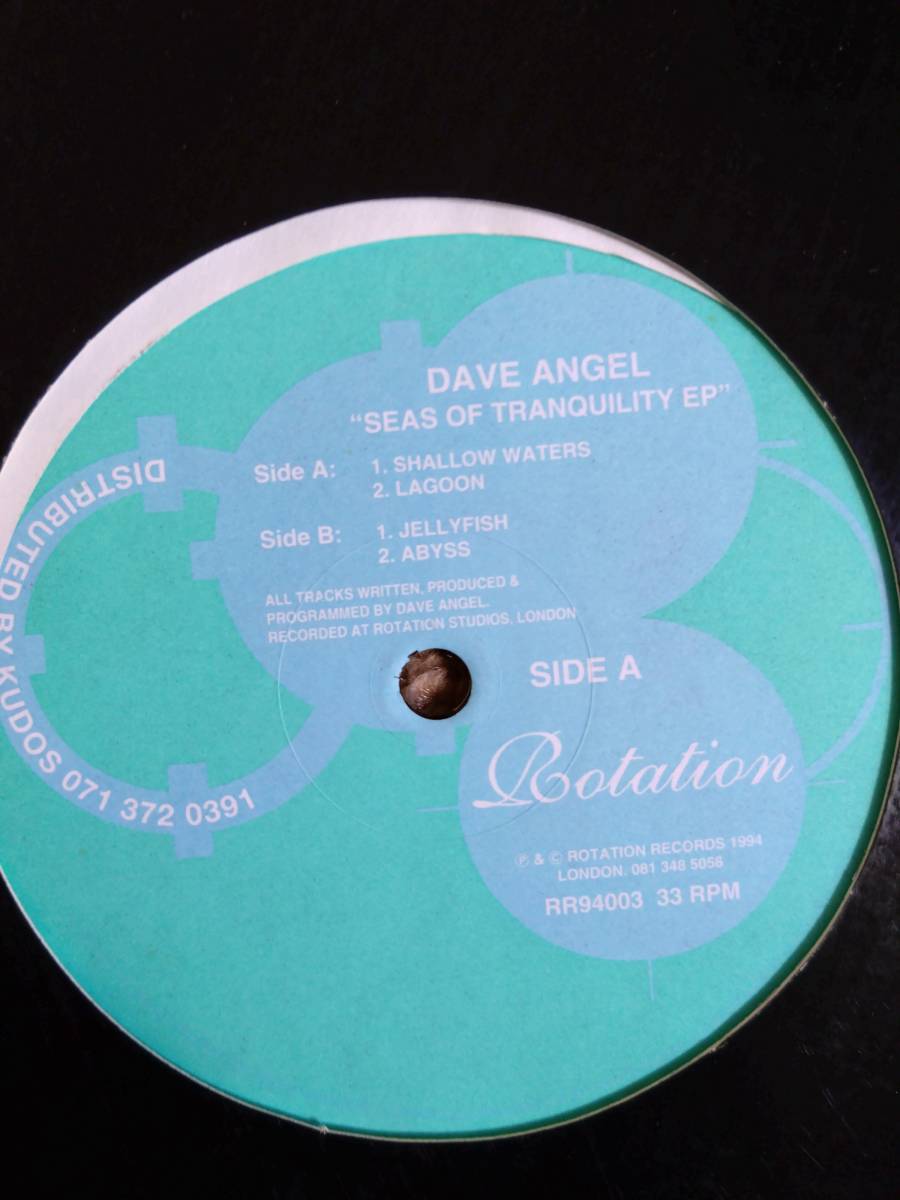 DAVE ANGEL
“SEAS OF TRANQUILITY EP”
Side A: 1. SHALLOW WATERS
2. LAGOON
Side B: 1. JELLYFISH
2. ABYSS
ALL TRACKS WRITTEN, PRODUCED &
PROGRAMMED BY DAVE ANGEL.
RECORDED AT ROTATION STUDIOS, LONDON
SIDE A
Rotation
℗ & © ROTATION RECORDS 1994
LONDON. 081 348 5058
RR94003 33 RPM
DISTRIBUTED BY KUDOS 071 372 0391